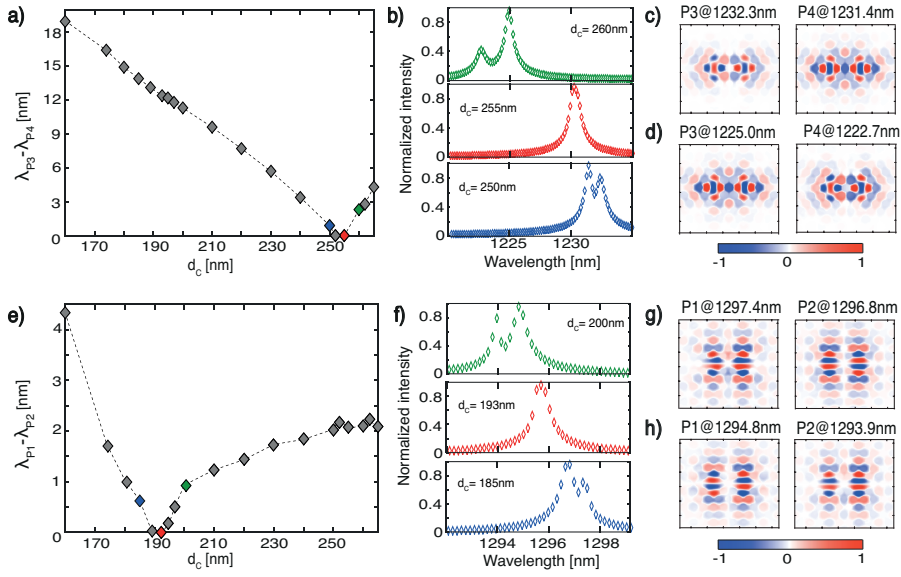 a)
λP3-λP4 [nm]
18
15
12
9
6
3
0
170
190
210
230
250
dC [nm]
b)
Normalized intensity
0.8
0.4
0
dC= 260nm
0.8
0.4
0
dC= 255nm
0.8
0.4
dC= 250nm
1225
1230
Wavelength [nm]
c)
P3@1232.3nm
P4@1231.4nm
d)
P3@1225.0nm
P4@1222.7nm
-1
0
1
e)
λP1-λP2 [nm]
4
3
2
1
0
170
190
210
230
250
dC [nm]
f)
Normalized intensity
0.8
0.4
0
dC= 200nm
0.8
0.4
0
dC= 193nm
0.8
0.4
0
dC= 185nm
1294
1296
1298
Wavelength [nm]
g)
P1@1297.4nm
P2@1296.8nm
h)
P1@1294.8nm
P2@1293.9nm
-1
0
1